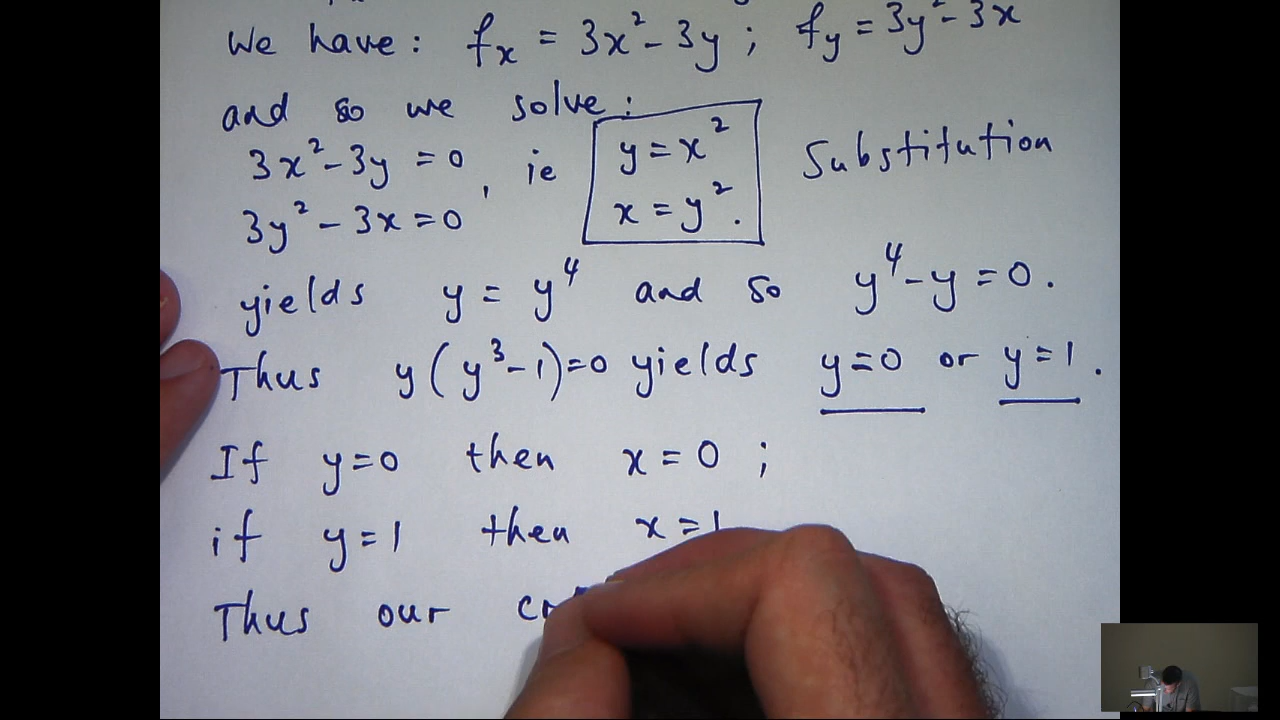 We have: fₓ = 3x² - 3y ; f_y = 3y² - 3x
and so we solve:
3x² - 3y = 0
3y² - 3x = 0 , ie
y = x²
x = y².
Substitution
yields y = y⁴ and so y⁴ - y = 0.
Thus y(y³ - 1) = 0 yields y = 0 or y = 1.
If y = 0 then x = 0 ;
if y = 1 then x = 1
Thus our